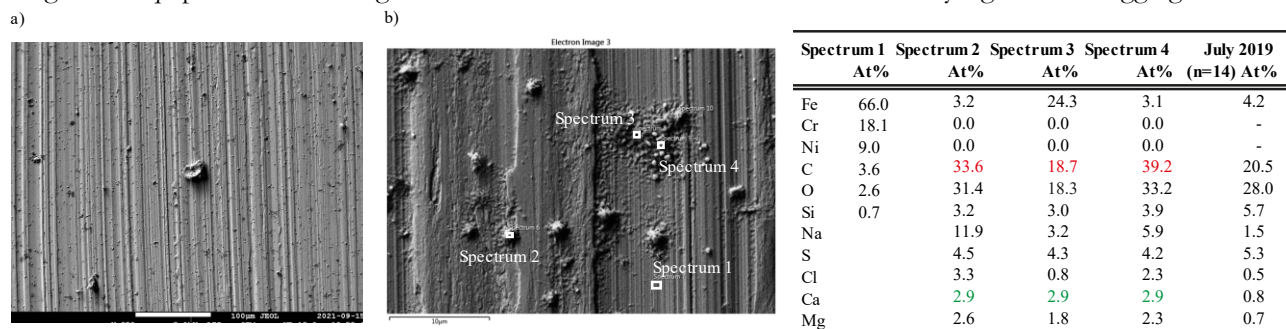 a)
b)
100µm JEOL
2021-09-15
Electron Image 3
Spectrum 3
Spectrum 4
Spectrum 2
Spectrum 1
10µm
Spectrum 1 Spectrum 2 Spectrum 3 Spectrum 4 July 2019
At% At% At% At% (n=14) At%
Fe 66.0 3.2 24.3 3.1 4.2
Cr 18.1 0.0 0.0 0.0 -
Ni 9.0 0.0 0.0 0.0 -
C 3.6 33.6 18.7 39.2 20.5
O 2.6 31.4 18.3 33.2 28.0
Si 0.7 3.2 3.0 3.9 5.7
Na 11.9 3.2 5.9 1.5
S 4.5 4.3 4.2 5.3
Cl 3.3 0.8 2.3 0.5
Ca 2.9 2.9 2.9 0.8
Mg 2.6 1.8 2.3 0.7